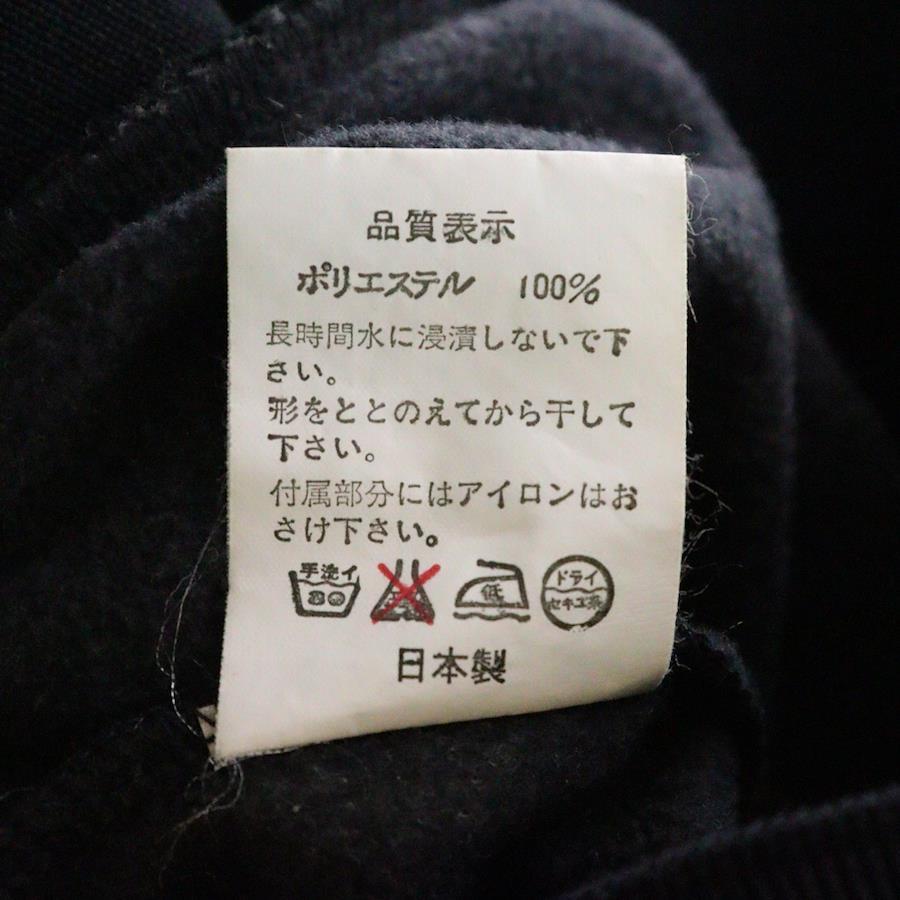 品質表示
ポリエステル 100%
長時間水に浸漬しないで下
さい。
形をととのえてから干して
下さい。
付属部分にはアイロンはお
さけ下さい。
手洗イ 低 ドライ
セキユ系
日本製